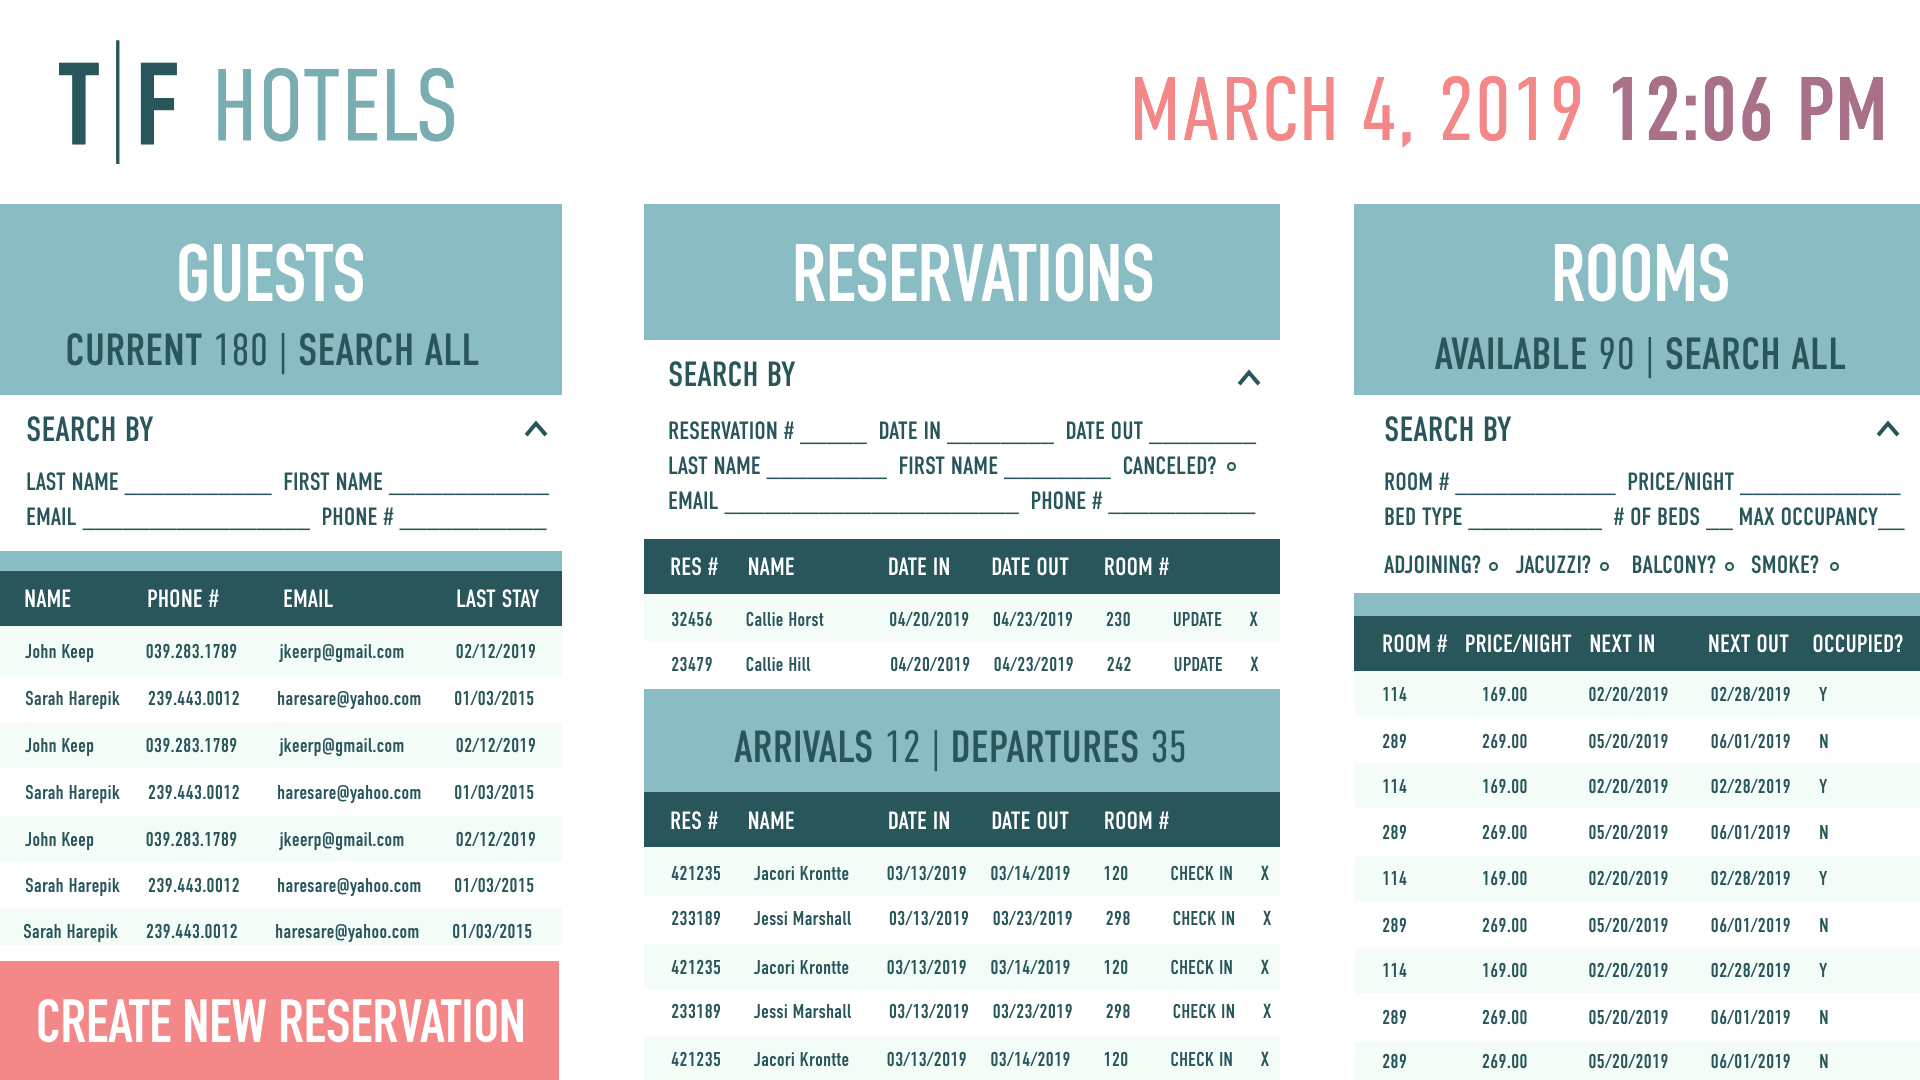 T|F HOTELS
MARCH 4, 2019 12:06 PM
GUESTS
CURRENT 180 | SEARCH ALL
SEARCH BY
LAST NAME ___________ FIRST NAME ____________
EMAIL _________________ PHONE # ___________
NAME PHONE # EMAIL LAST STAY
John Keep 039.283.1789 jkeerp@gmail.com 02/12/2019
Sarah Harepik 239.443.0012 haresare@yahoo.com 01/03/2015
John Keep 039.283.1789 jkeerp@gmail.com 02/12/2019
Sarah Harepik 239.443.0012 haresare@yahoo.com 01/03/2015
John Keep 039.283.1789 jkeerp@gmail.com 02/12/2019
Sarah Harepik 239.443.0012 haresare@yahoo.com 01/03/2015
Sarah Harepik 239.443.0012 haresare@yahoo.com 01/03/2015
CREATE NEW RESERVATION
RESERVATIONS
SEARCH BY
RESERVATION # _____ DATE IN ________ DATE OUT ________
LAST NAME _________ FIRST NAME ________ CANCELED?
EMAIL ______________________ PHONE # ___________
RES # NAME DATE IN DATE OUT ROOM #
32456 Callie Horst 04/20/2019 04/23/2019 230 UPDATE X
23479 Callie Hill 04/20/2019 04/23/2019 242 UPDATE X
ARRIVALS 12 | DEPARTURES 35
RES # NAME DATE IN DATE OUT ROOM #
421235 Jacori Krontte 03/13/2019 03/14/2019 120 CHECK IN X
233189 Jessi Marshall 03/13/2019 03/23/2019 298 CHECK IN X
421235 Jacori Krontte 03/13/2019 03/14/2019 120 CHECK IN X
233189 Jessi Marshall 03/13/2019 03/23/2019 298 CHECK IN X
421235 Jacori Krontte 03/13/2019 03/14/2019 120 CHECK IN X
ROOMS
AVAILABLE 90 | SEARCH ALL
SEARCH BY
ROOM # ____________ PRICE/NIGHT ____________
BED TYPE __________ # OF BEDS __ MAX OCCUPANCY__
ADJOINING? JACUZZI? BALCONY? SMOKE?
ROOM # PRICE/NIGHT NEXT IN NEXT OUT OCCUPIED?
114 169.00 02/20/2019 02/28/2019 Y
289 269.00 05/20/2019 06/01/2019 N
114 169.00 02/20/2019 02/28/2019 Y
289 269.00 05/20/2019 06/01/2019 N
114 169.00 02/20/2019 02/28/2019 Y
289 269.00 05/20/2019 06/01/2019 N
114 169.00 02/20/2019 02/28/2019 Y
289 269.00 05/20/2019 06/01/2019 N
289 269.00 05/20/2019 06/01/2019 N